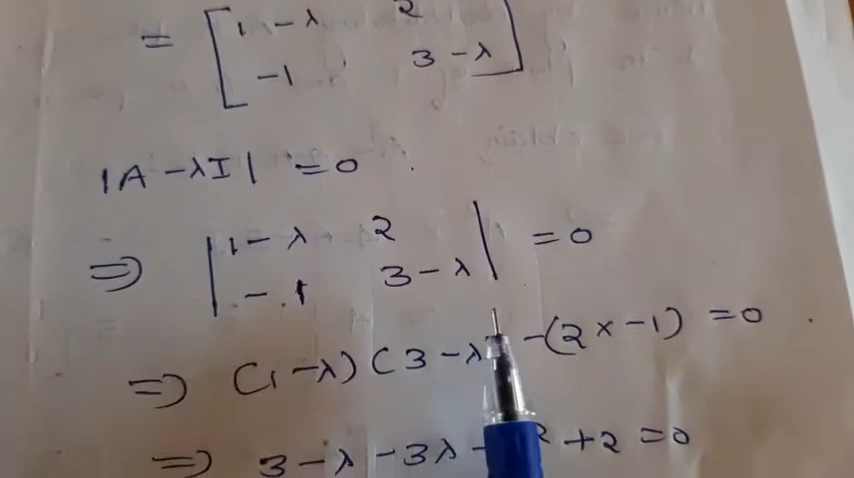 = [1-λ 2
-1 3-λ]
|A-λI| = 0
⇒ |1-λ 2
-1 3-λ| = 0
⇒ (1-λ)(3-λ -(2×-1) = 0
⇒ 3-λ-3λ 2 +2=0